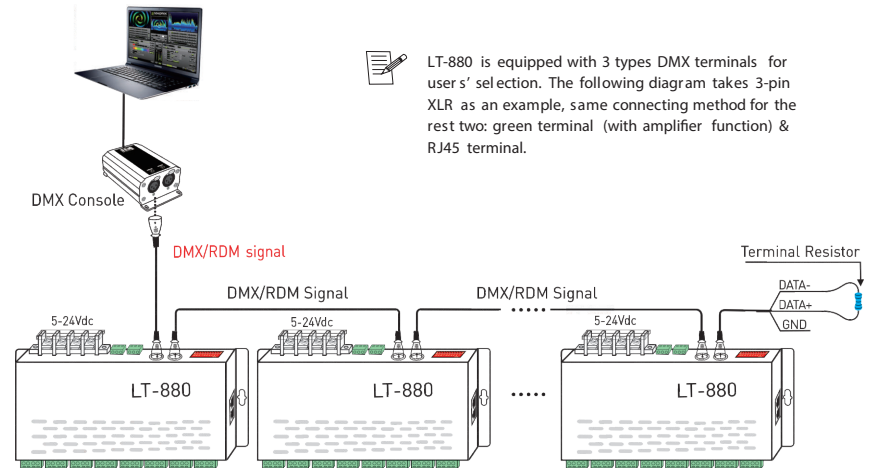 LT-880 is equipped with 3 types DMX terminals for
user s' sel ection. The following diagram takes 3-pin
XLR as an example, same connecting method for the
rest two: green terminal (with amplifier function) &
RJ45 terminal.
DMX Console
DMX/RDM signal
Terminal Resistor
DMX/RDM Signal
DMX/RDM Signal
DATA-
DATA+
GND
5-24Vdc
5-24Vdc
5-24Vdc
LT-880
LT-880
LT-880